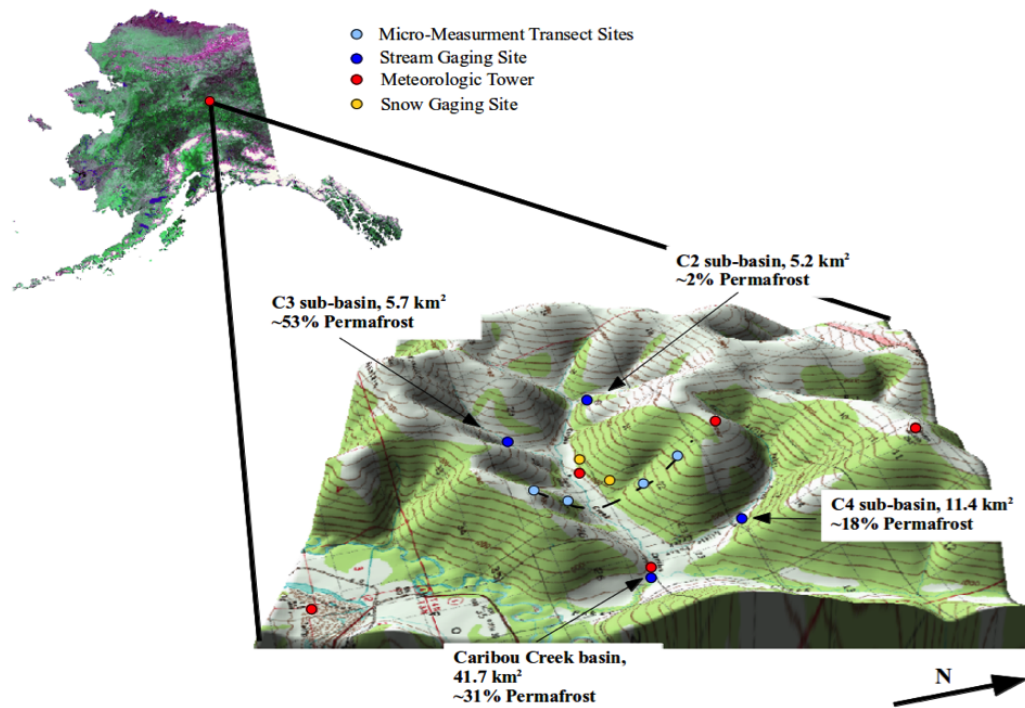 Micro-Measurment Transect Sites
Stream Gaging Site
Meteorologic Tower
Snow Gaging Site
C2 sub-basin, 5.2 km²
~2% Permafrost
C3 sub-basin, 5.7 km²
~53% Permafrost
C4 sub-basin, 11.4 km²
~18% Permafrost
Caribou Creek basin,
41.7 km²
~31% Permafrost
N